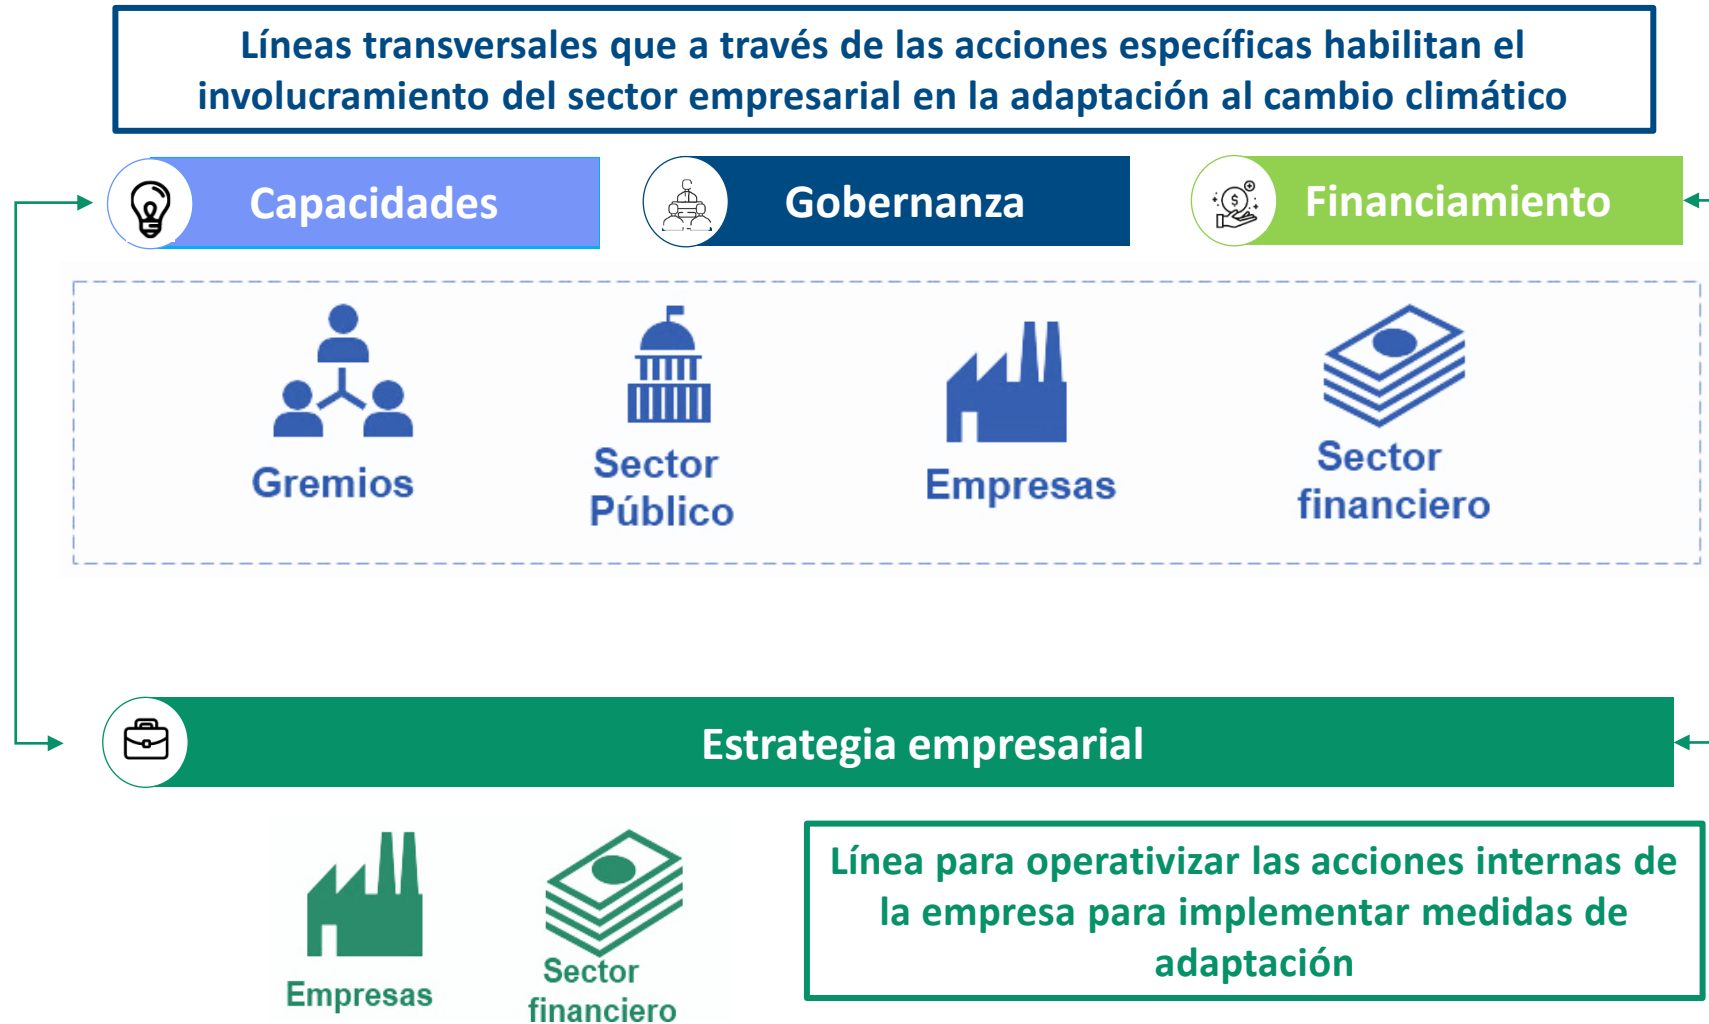 Líneas transversales que a través de las acciones específicas habilitan el
involucramiento del sector empresarial en la adaptación al cambio climático
Capacidades
Gobernanza
Financiamiento
Gremios
Sector
Público
Empresas
Sector
financiero
Estrategia empresarial
Empresas
Sector
financiero
Línea para operativizar las acciones internas de
la empresa para implementar medidas de
adaptación